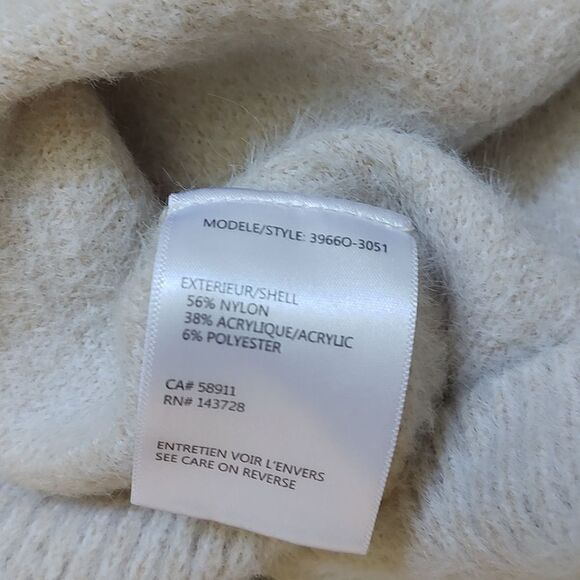 MODELE/STYLE: 3966O-3051
EXTERIEUR/SHELL
56% NYLON
38% ACRYLIQUE/ACRYLIC
6% POLYESTER
CA# 58911
RN# 143728
ENTRETIEN VOIR L'ENVERS
SEE CARE ON REVERSE